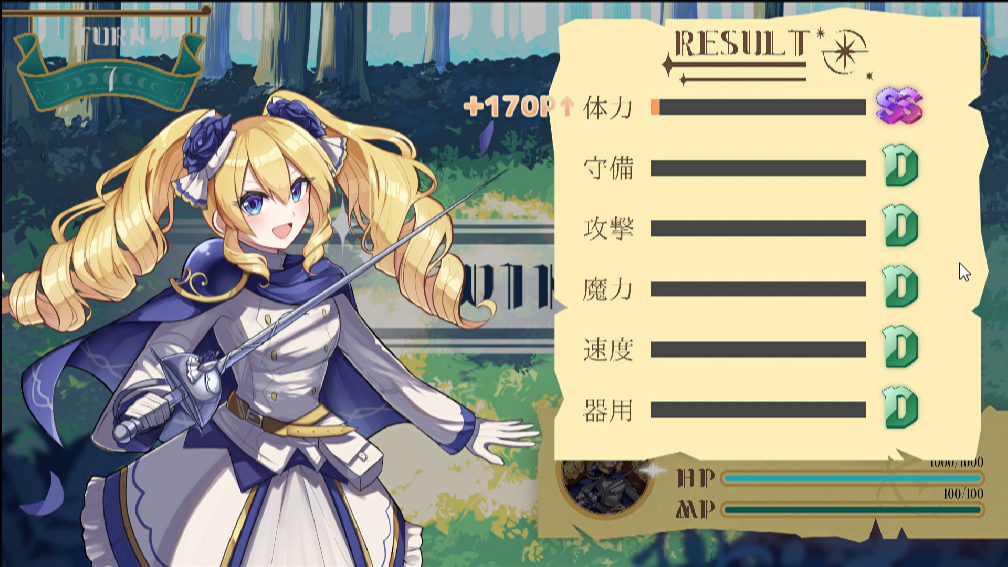 TURN
1
RESULT
+170P↑
体力 SS
守備 D
攻撃 D
魔力 D
速度 D
器用 D
HP 1000/1000
MP 100/100